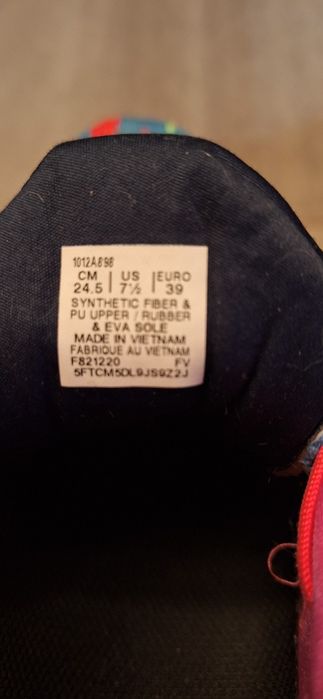 1012A898
CM | US | EURO
24.5 | 7½ | 39
SYNTHETIC FIBER &
PU UPPER / RUBBER
& EVA SOLE
MADE IN VIETNAM
FABRIQUE AU VIETNAM
F821220 FV
5FTCM5DL9JS9Z2J